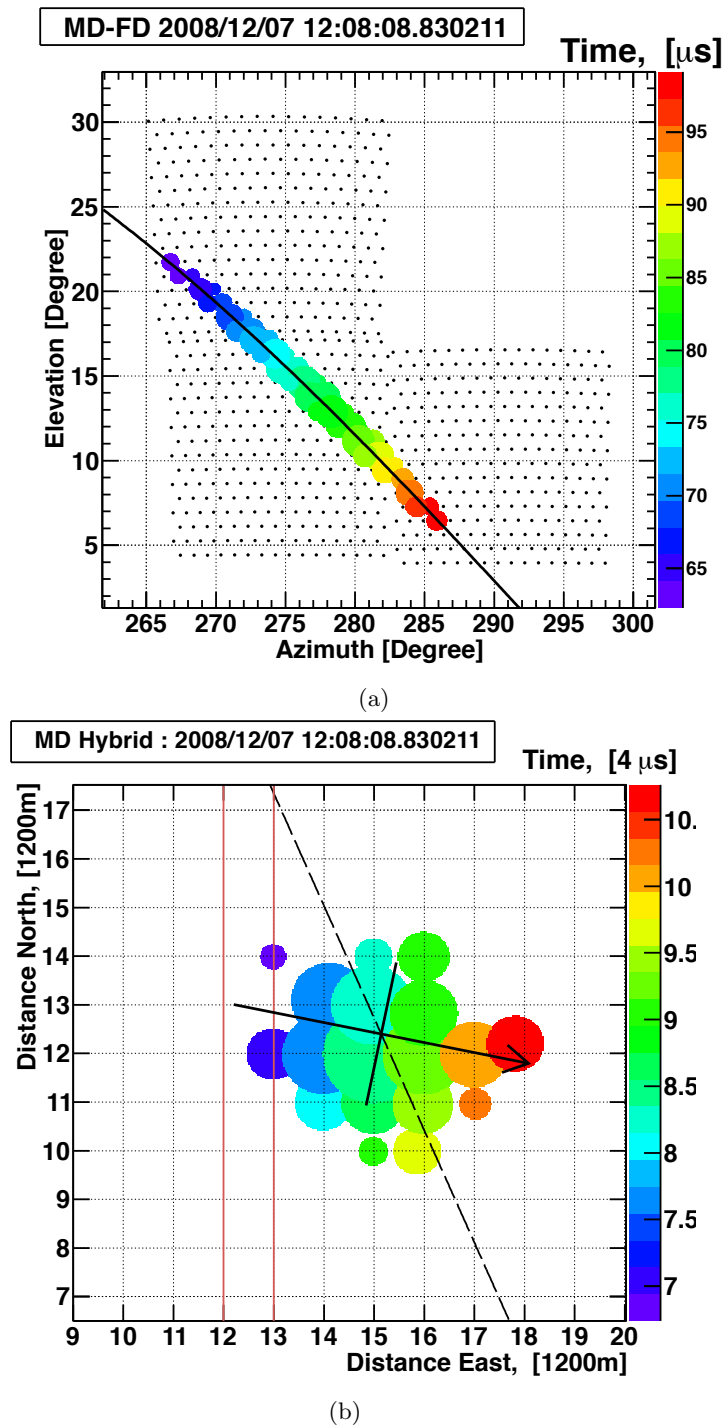 MD-FD 2008/12/07 12:08:08.830211
Time, [μs]
Elevation [Degree]
30
25
20
15
10
5
265 270 275 280 285 290 295 300
Azimuth [Degree]
95
90
85
80
75
70
65
(a)
MD Hybrid : 2008/12/07 12:08:08.830211
Time, [4 μs]
Distance North, [1200m]
17
16
15
14
13
12
11
10
9
8
7
9 10 11 12 13 14 15 16 17 18 19 20
Distance East, [1200m]
10.
10
9.5
9
8.5
8
7.5
7
(b)